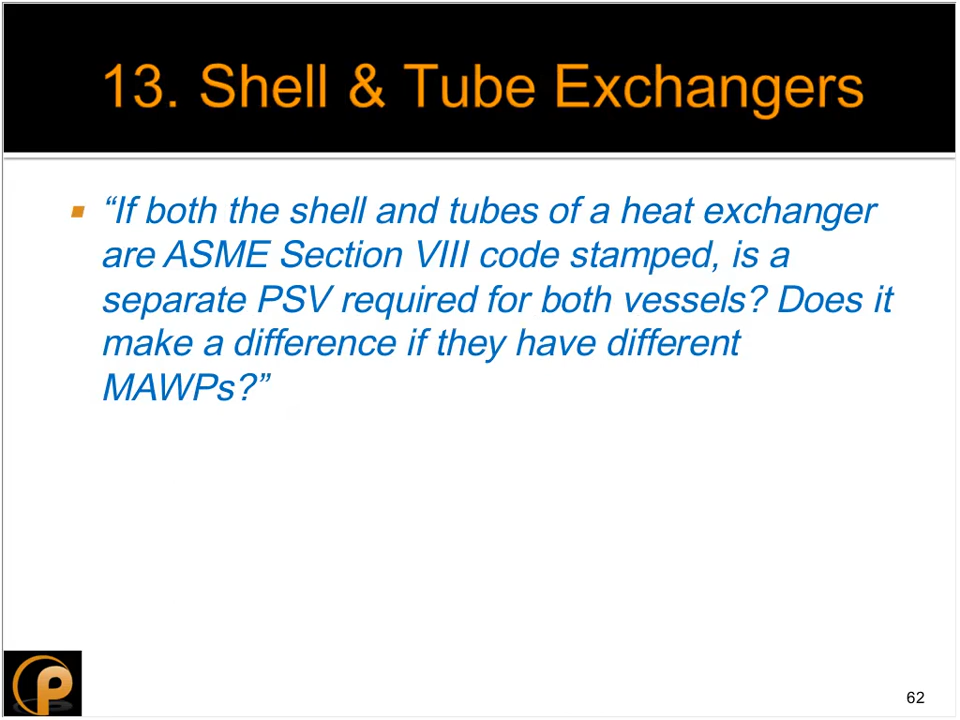 13. Shell & Tube Exchangers
▪ “If both the shell and tubes of a heat exchanger
are ASME Section VIII code stamped, is a
separate PSV required for both vessels? Does it
make a difference if they have different
MAWPs?”
P
62